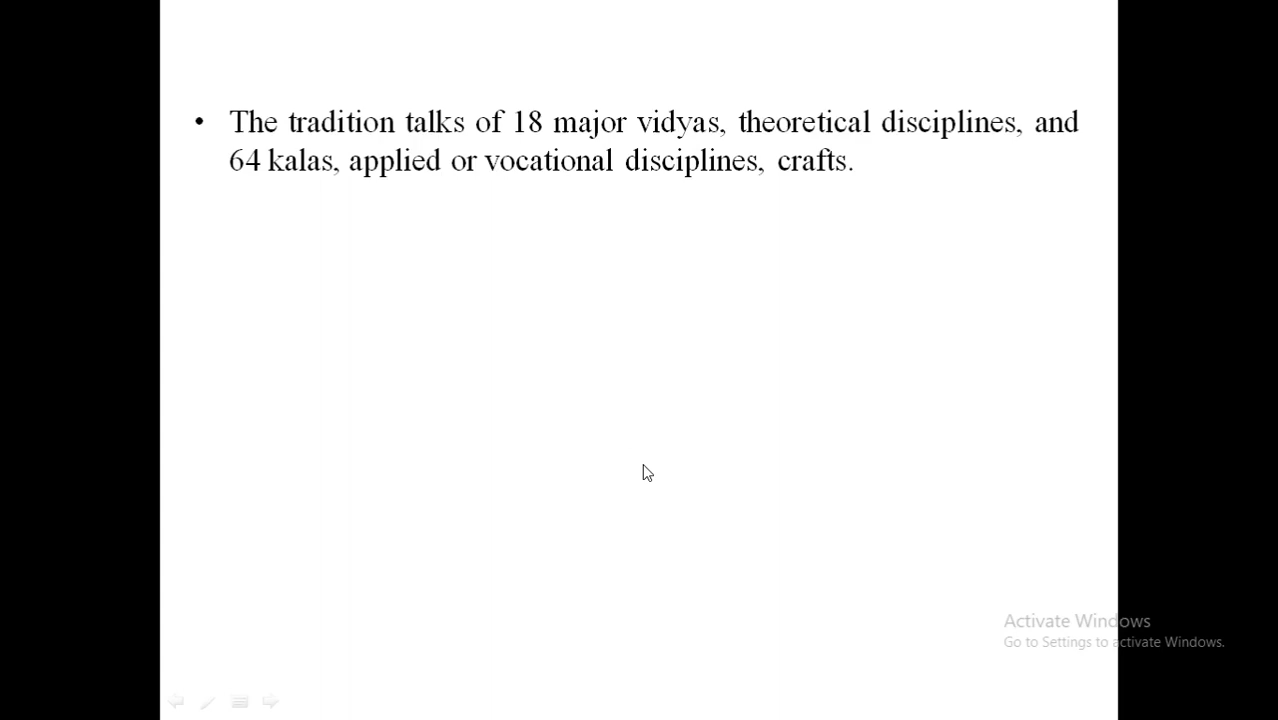 • The tradition talks of 18 major vidyas, theoretical disciplines, and
64 kalas, applied or vocational disciplines, crafts.
Activate Windows
Go to Settings to activate Windows.